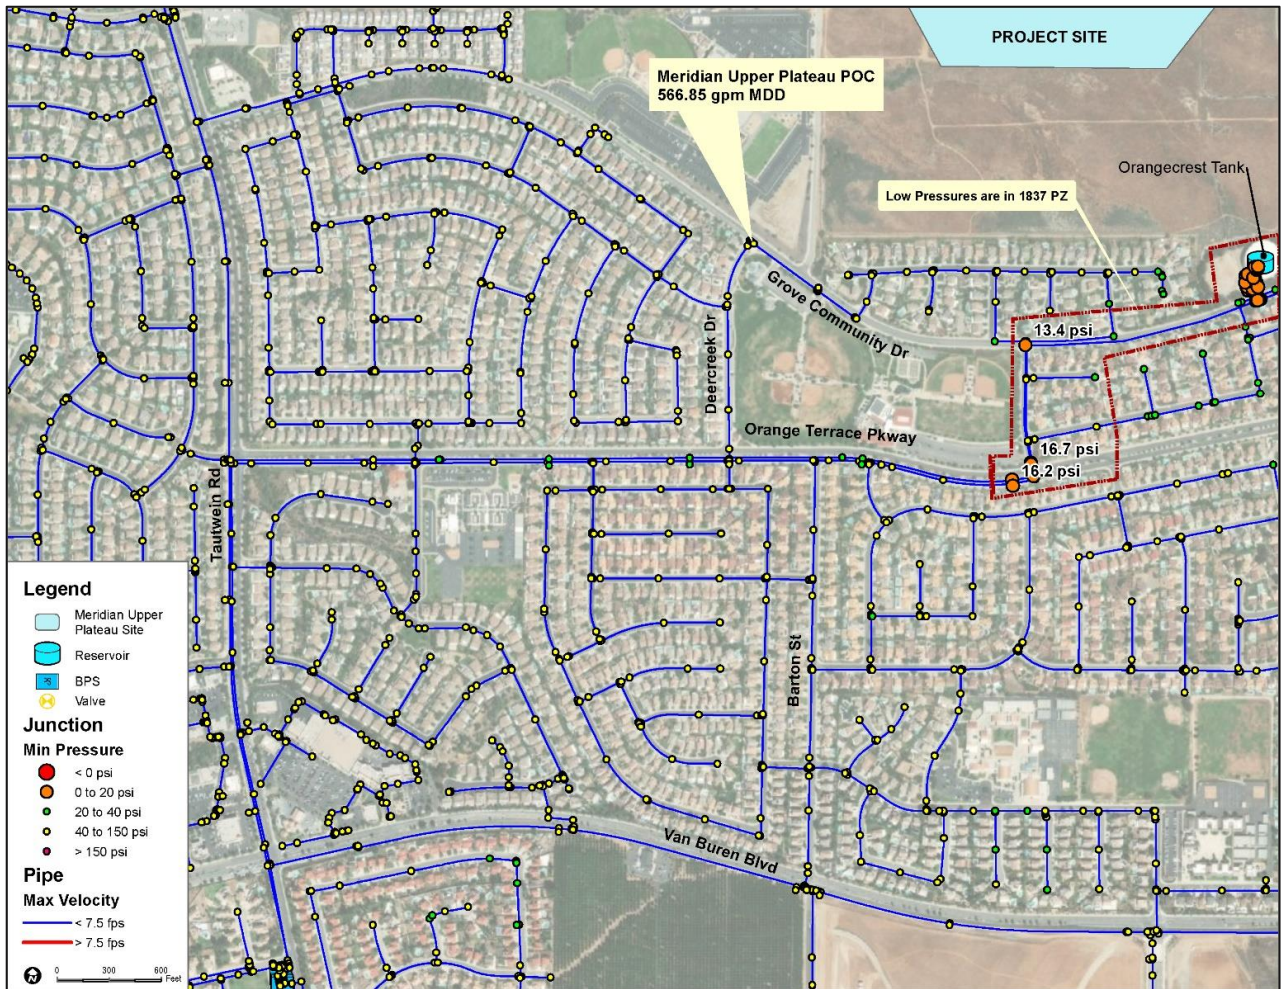 PROJECT SITE
Meridian Upper Plateau POC
566.85 gpm MDD
Orangecrest Tank
Low Pressures are in 1837 PZ
Grove Community Dr
13.4 psi
Deercreek Dr
Orange Terrace Pkway
16.7 psi
16.2 psi
Tautwein Rd
Barton St
Van Buren Blvd
Legend
Meridian Upper
Plateau Site
Reservoir
BPS
Valve
Junction
Min Pressure
< 0 psi
0 to 20 psi
20 to 40 psi
40 to 150 psi
> 150 psi
Pipe
Max Velocity
< 7.5 fps
> 7.5 fps
N
0 300 600
Feet